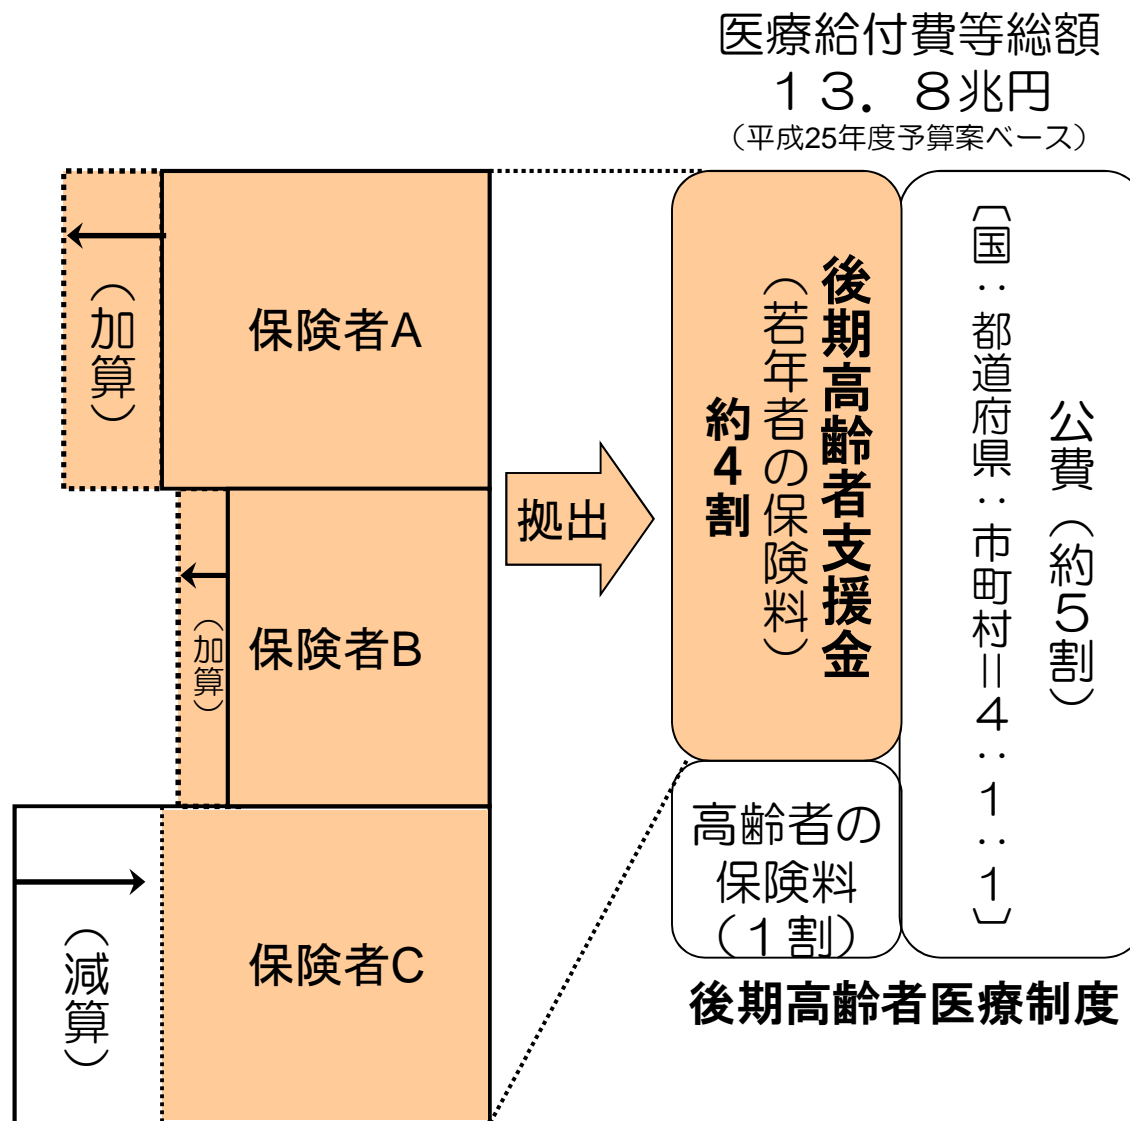 医療給付費等総額
１３．８兆円
（平成25年度予算案ベース）
（加算）
保険者A
（加算）
保険者B
（減算）
保険者C
拠出
後期高齢者支援金
（若年者の保険料）
約４割
高齢者の
保険料
（１割）
公費（約５割）
〔国：都道府県：市町村＝４：１：１〕
後期高齢者医療制度